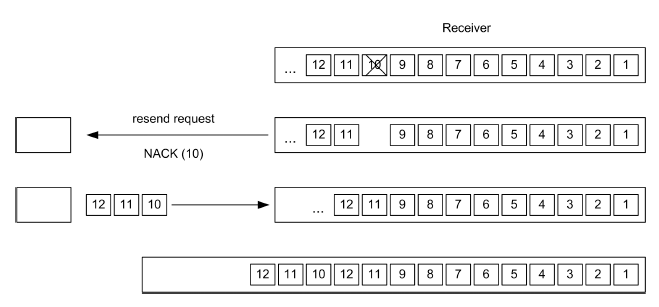 Receiver
... 12 11 10 9 8 7 6 5 4 3 2 1
resend request
NACK (10)
... 12 11 9 8 7 6 5 4 3 2 1
12 11 10
... 12 11 9 8 7 6 5 4 3 2 1
12 11 10 12 11 9 8 7 6 5 4 3 2 1